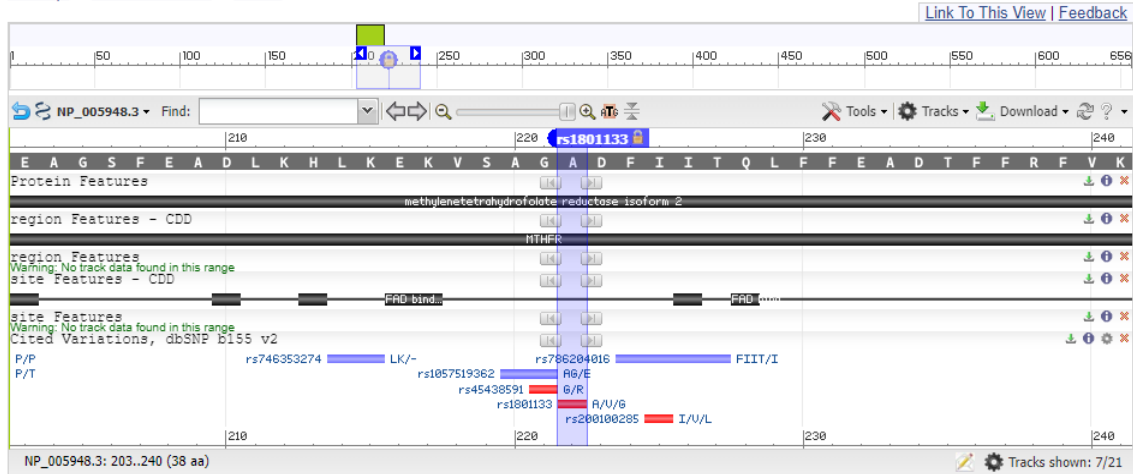 Link To This View | Feedback
1 50 100 150 200 250 300 350 400 450 500 550 600 656
NP_005948.3 Find: ATG Tools Tracks Download ?
210 220 rs1801133 230 240
E A G S F E A D L K H L K E K V S A G A D F I I T Q L F F E A D T F F R F V K
Protein Features
methylenetetrahydrofolate reductase isoform 2
region Features - CDD
MTHFR
region Features
Warning: No track data found in this range
site Features - CDD
FAD bind… FAD bind…
site Features
Warning: No track data found in this range
Cited Variations, dbSNP b155 v2
P/P rs746353274 LK/- rs786204016 FIIT/I
P/T rs1057519362 AG/E
rs45438591 G/R
rs1801133 A/V/G
rs200100285 I/V/L
210 220 230 240
NP_005948.3: 203..240 (38 aa) Tracks shown: 7/21